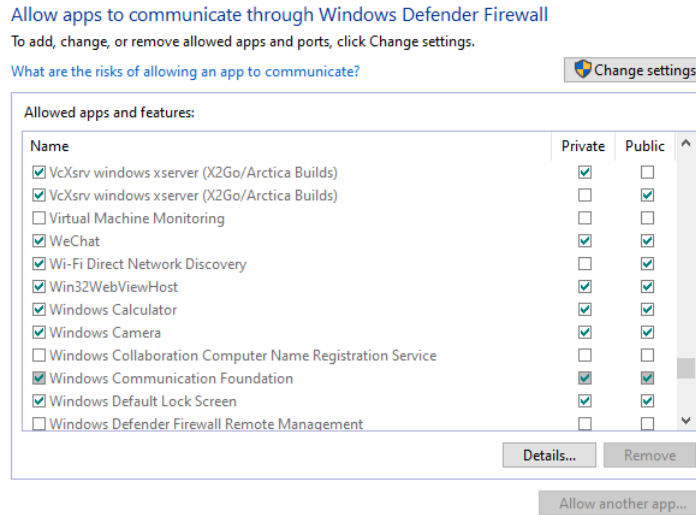 Allow apps to communicate through Windows Defender Firewall
To add, change, or remove allowed apps and ports, click Change settings.
What are the risks of allowing an app to communicate?
Change settings
Allowed apps and features:
Name Private Public
VcXsrv windows xserver (X2Go/Arctica Builds)
VcXsrv windows xserver (X2Go/Arctica Builds)
Virtual Machine Monitoring
WeChat
Wi-Fi Direct Network Discovery
Win32WebViewHost
Windows Calculator
Windows Camera
Windows Collaboration Computer Name Registration Service
Windows Communication Foundation
Windows Default Lock Screen
Windows Defender Firewall Remote Management
Details... Remove
Allow another app...